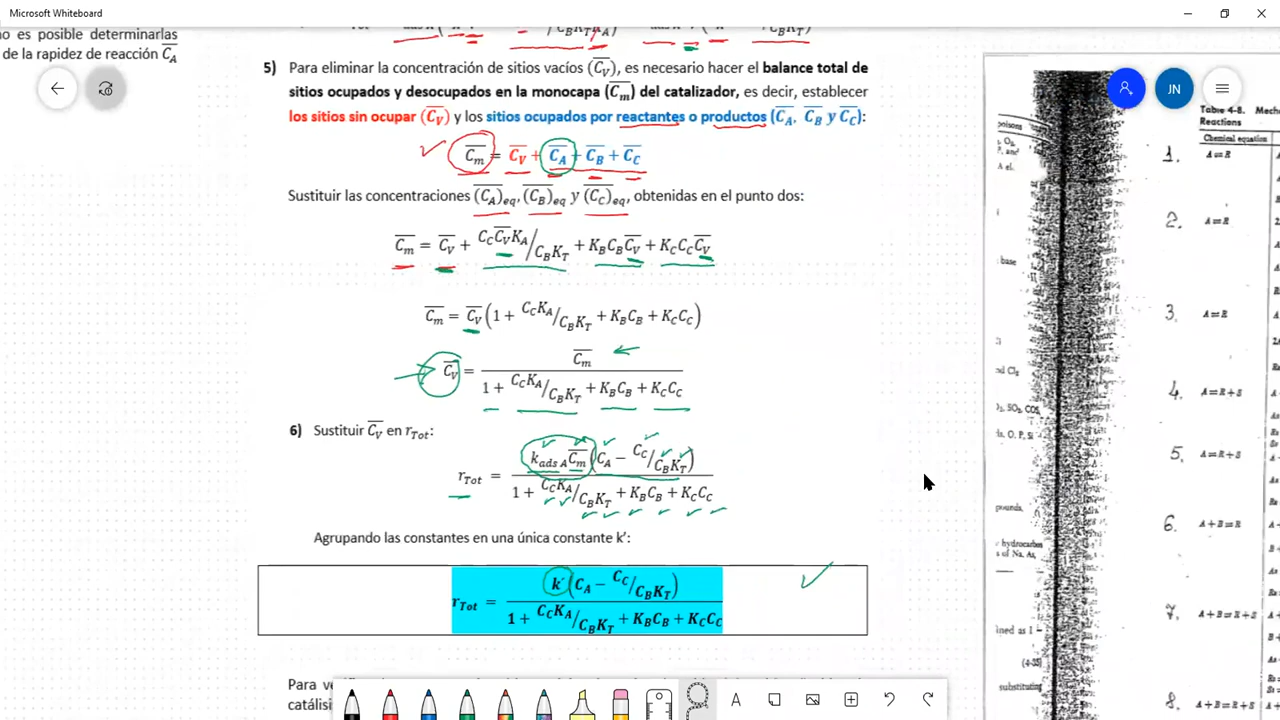 Microsoft Whiteboard
no es posible determinarlas
de la rapidez de reacción C̅A
5) Para eliminar la concentración de sitios vacíos (C̅V), es necesario hacer el balance total de
sitios ocupados y desocupados en la monocapa (C̅m) del catalizador, es decir, establecer
los sitios sin ocupar (C̅V) y los sitios ocupados por reactantes o productos (C̅A, C̅B y C̅C):
C̅m = C̅V + C̅A + C̅B + C̅C
Sustituir las concentraciones (C̅A)eq, (C̅B)eq y (C̅C)eq, obtenidas en el punto dos:
C̅m = C̅V + CCC̅VKA/CBKT + KBCBC̅V + KCCCC̅V
C̅m = C̅V(1 + CCKA/CBKT + KBCB + KCCC)
C̅V = C̅m / 1 + CCKA/CBKT + KBCB + KCCC
6) Sustituir C̅V en rTot:
rTot = kads A C̅m (CA − CC/CBKT) / 1 + CCKA/CBKT + KBCB + KCCC
Agrupando las constantes en una única constante k':
rTot = k'(CA − CC/CBKT) / 1 + CCKA/CBKT + KBCB + KCCC
Para ve
catálisi
JN
A
Table 4-8. Mech
Reactions
Chemical equation
1. A ⇌ R
2. A ⇌ R
base
3. A ⇌ R
4. A ⇌ R + S
5. A ⇌ R + S
6. A + B ⇌ R
hydrocarbon
7. A + B ⇌ R + S
(4-35)
substituting
8. A + B ⇌ R + S